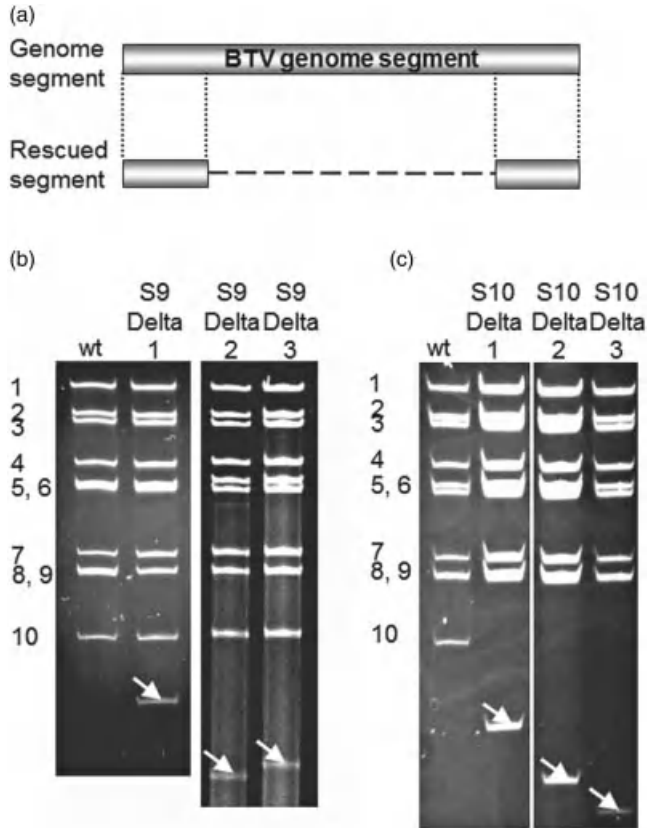 (a)
Genome segment
BTV genome segment
Rescued segment
(b)
S9 Delta 1
S9 Delta 2
S9 Delta 3
wt
1
2
3
4
5, 6
7
8, 9
10
(c)
S10 Delta 1
S10 Delta 2
S10 Delta 3
wt
1
2
3
4
5, 6
7
8, 9
10